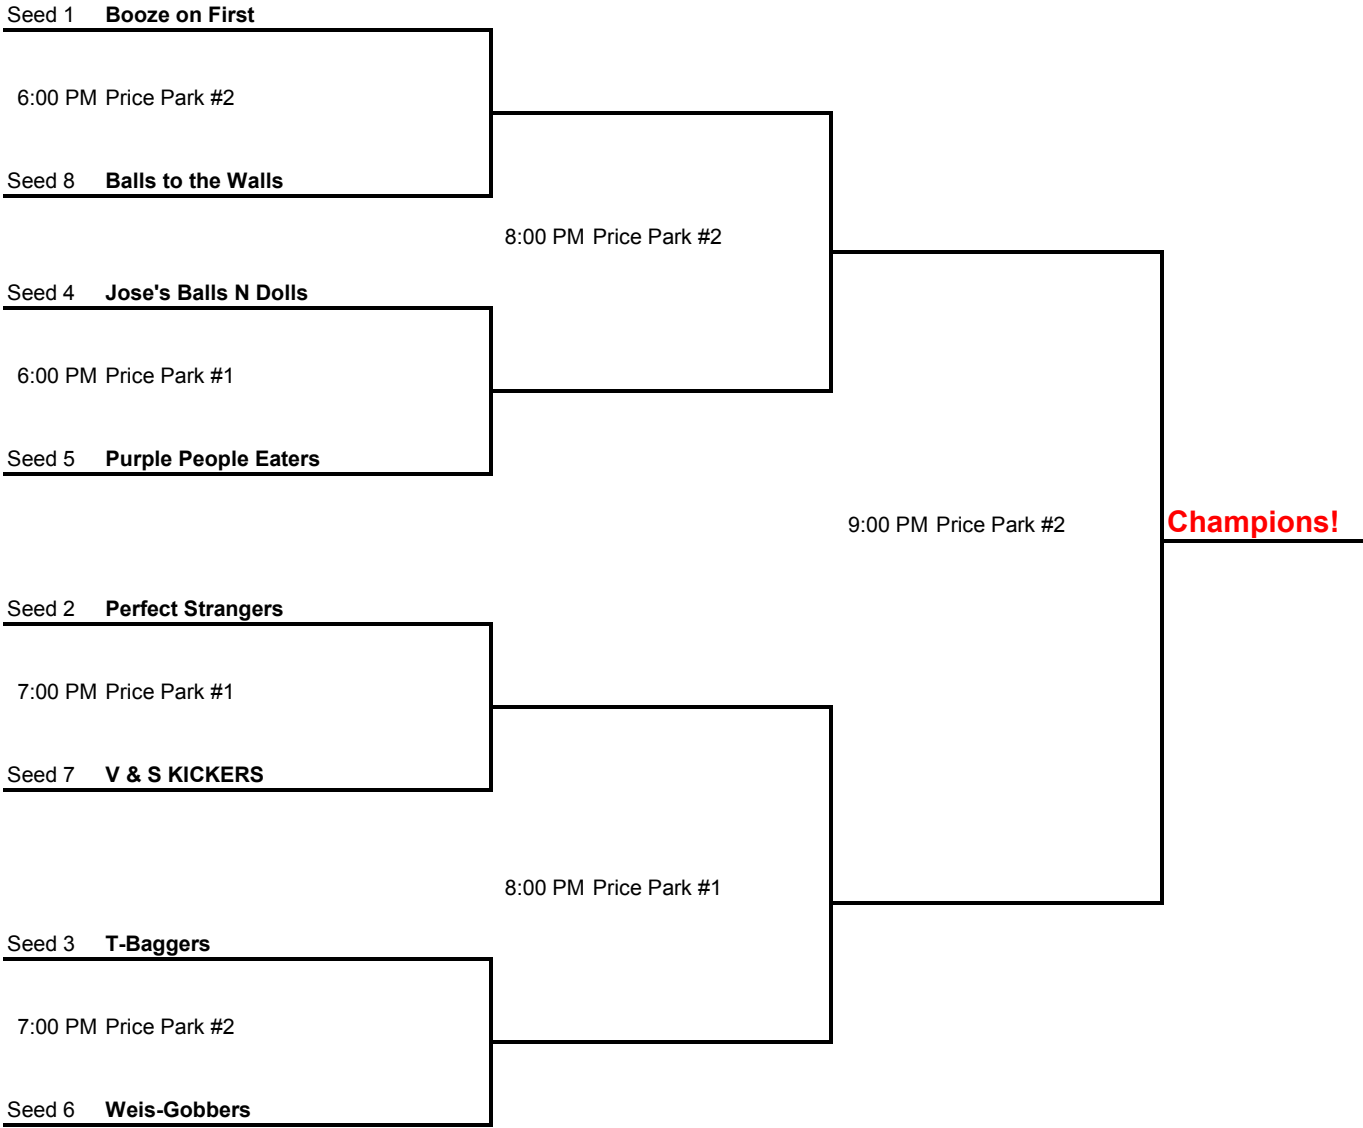 Seed 1 Booze on First
6:00 PM Price Park #2
Seed 8 Balls to the Walls
8:00 PM Price Park #2
Seed 4 Jose's Balls N Dolls
6:00 PM Price Park #1
Seed 5 Purple People Eaters
9:00 PM Price Park #2
Champions!
Seed 2 Perfect Strangers
7:00 PM Price Park #1
Seed 7 V & S KICKERS
8:00 PM Price Park #1
Seed 3 T-Baggers
7:00 PM Price Park #2
Seed 6 Weis-Gobbers